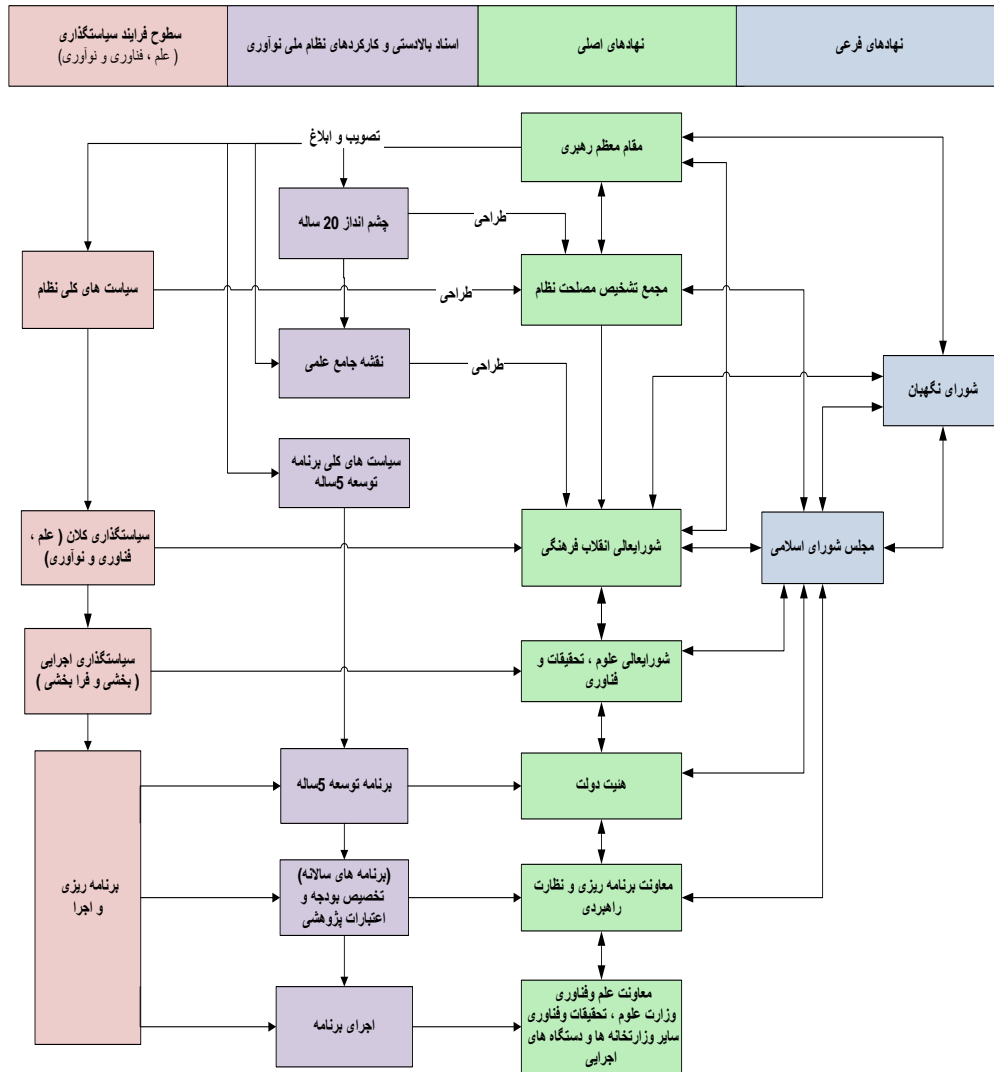 سطوح فرایند سیاستگذاری
( علم ، فناوری و نوآوری)
اسناد بالادستی و کارکردهای نظام ملی نوآوری
نهادهای اصلی
نهادهای فرعی
تصویب و ابلاغ
مقام معظم رهبری
چشم انداز 20 ساله
طراحی
سیاست های کلی نظام
طراحی
مجمع تشخیص مصلحت نظام
نقشه جامع علمی
طراحی
شورای نگهبان
سیاست های کلی برنامه
توسعه 5ساله
سیاستگذاری کلان ( علم ،
فناوری و نوآوری)
شورایعالی انقلاب فرهنگی
مجلس شورای اسلامی
سیاستگذاری اجرایی
( بخشی و فرا بخشی )
شورایعالی علوم ، تحقیقات و
فناوری
برنامه توسعه 5ساله
هئیت دولت
برنامه ریزی
و اجرا
(برنامه های سالانه)
تخصیص بودجه و
اعتبارات پژوهشی
معاونت برنامه ریزی و نظارت
راهبردی
اجرای برنامه
معاونت علم وفناوری
وزارت علوم ، تحقیقات وفناوری
سایر وزارتخانه ها و دستگاه های
اجرایی